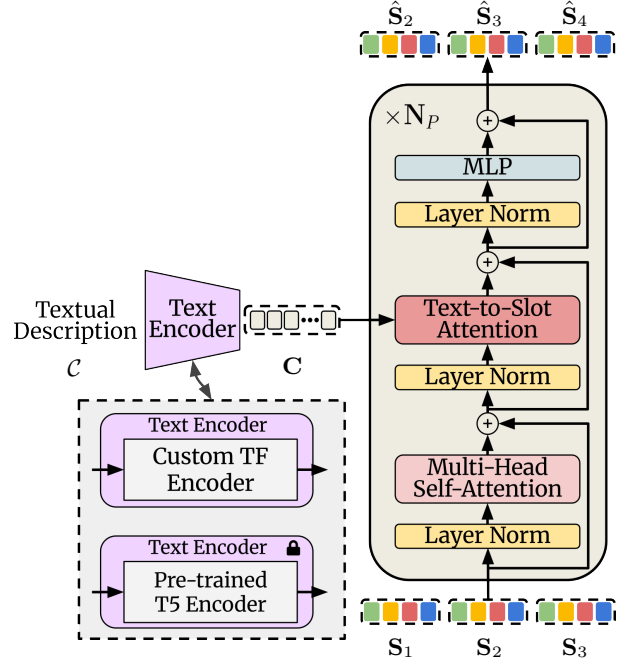 Ŝ₂ Ŝ₃ Ŝ₄
×N_P
MLP
Layer Norm
Text-to-Slot
Attention
Layer Norm
Multi-Head
Self-Attention
Layer Norm
S₁ S₂ S₃
Textual
Description
𝒞
Text
Encoder
C
Text Encoder
Custom TF
Encoder
Text Encoder
Pre-trained
T5 Encoder